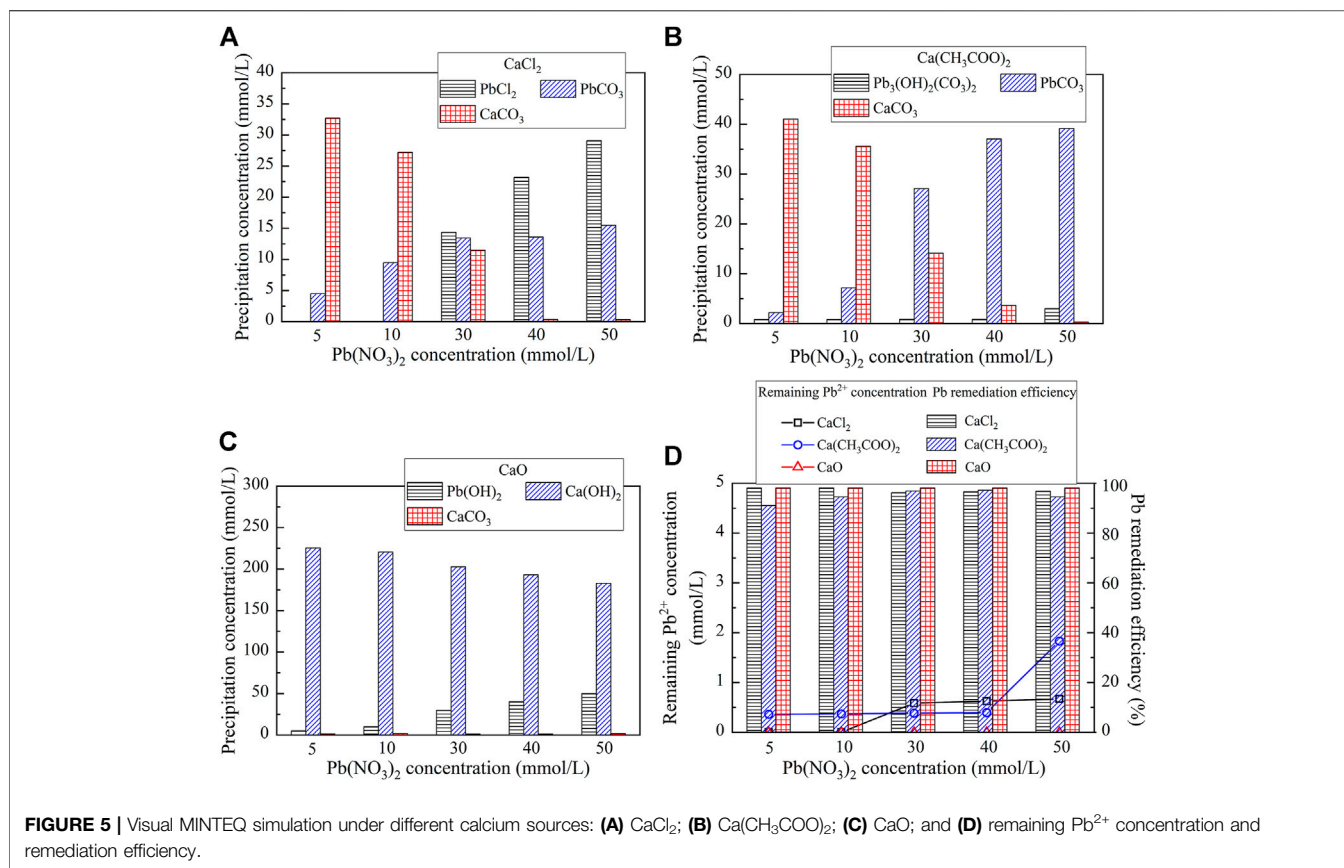 A
CaCl₂
PbCl₂ PbCO₃
CaCO₃
Precipitation concentration (mmol/L)
40
35
30
25
20
15
10
5
0
5 10 30 40 50
Pb(NO₃)₂ concentration (mmol/L)
B
Ca(CH₃COO)₂
Pb₃(OH)₂(CO₃)₂ PbCO₃
CaCO₃
Precipitation concentration (mmol/L)
50
40
30
20
10
0
5 10 30 40 50
Pb(NO₃)₂ concentration (mmol/L)
C
CaO
Pb(OH)₂ Ca(OH)₂
CaCO₃
Precipitation concentration (mmol/L)
300
250
200
150
100
50
0
5 10 30 40 50
Pb(NO₃)₂ concentration (mmol/L)
D
Remaining Pb²⁺ concentration Pb remediation efficiency
CaCl₂ CaCl₂
Ca(CH₃COO)₂ Ca(CH₃COO)₂
CaO CaO
Remaining Pb²⁺ concentration
(mmol/L)
5
4
3
2
1
0
100
80
60
40
20
0
Pb remediation efficiency (%)
5 10 30 40 50
Pb(NO₃)₂ concentration (mmol/L)
FIGURE 5 | Visual MINTEQ simulation under different calcium sources: (A) CaCl₂; (B) Ca(CH₃COO)₂; (C) CaO; and (D) remaining Pb²⁺ concentration and
remediation efficiency.